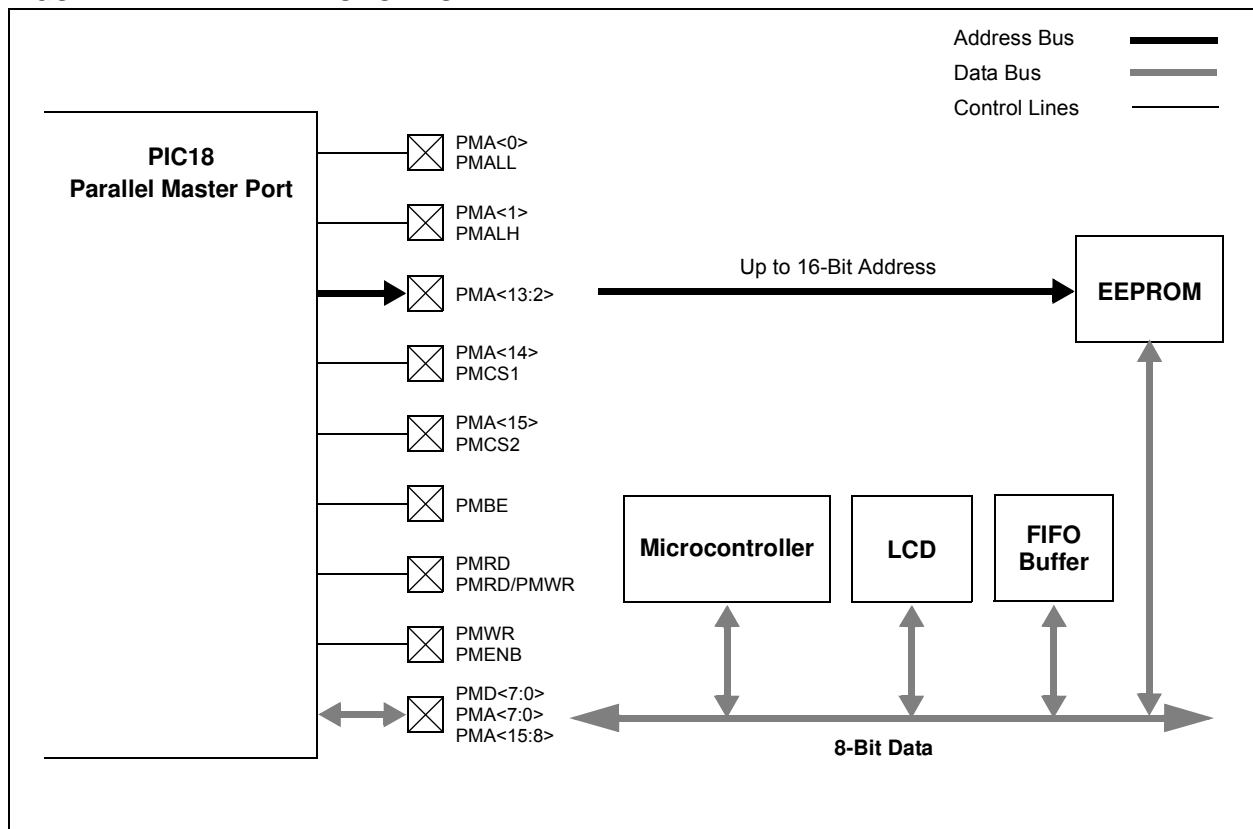 Address Bus
Data Bus
Control Lines
PIC18
Parallel Master Port
PMA<0>
PMALL
PMA<1>
PMALH
PMA<13:2>
Up to 16-Bit Address
EEPROM
PMA<14>
PMCS1
PMA<15>
PMCS2
PMBE
Microcontroller
LCD
FIFO
Buffer
PMRD
PMRD/PMWR
PMWR
PMENB
PMD<7:0>
PMA<7:0>
PMA<15:8>
8-Bit Data